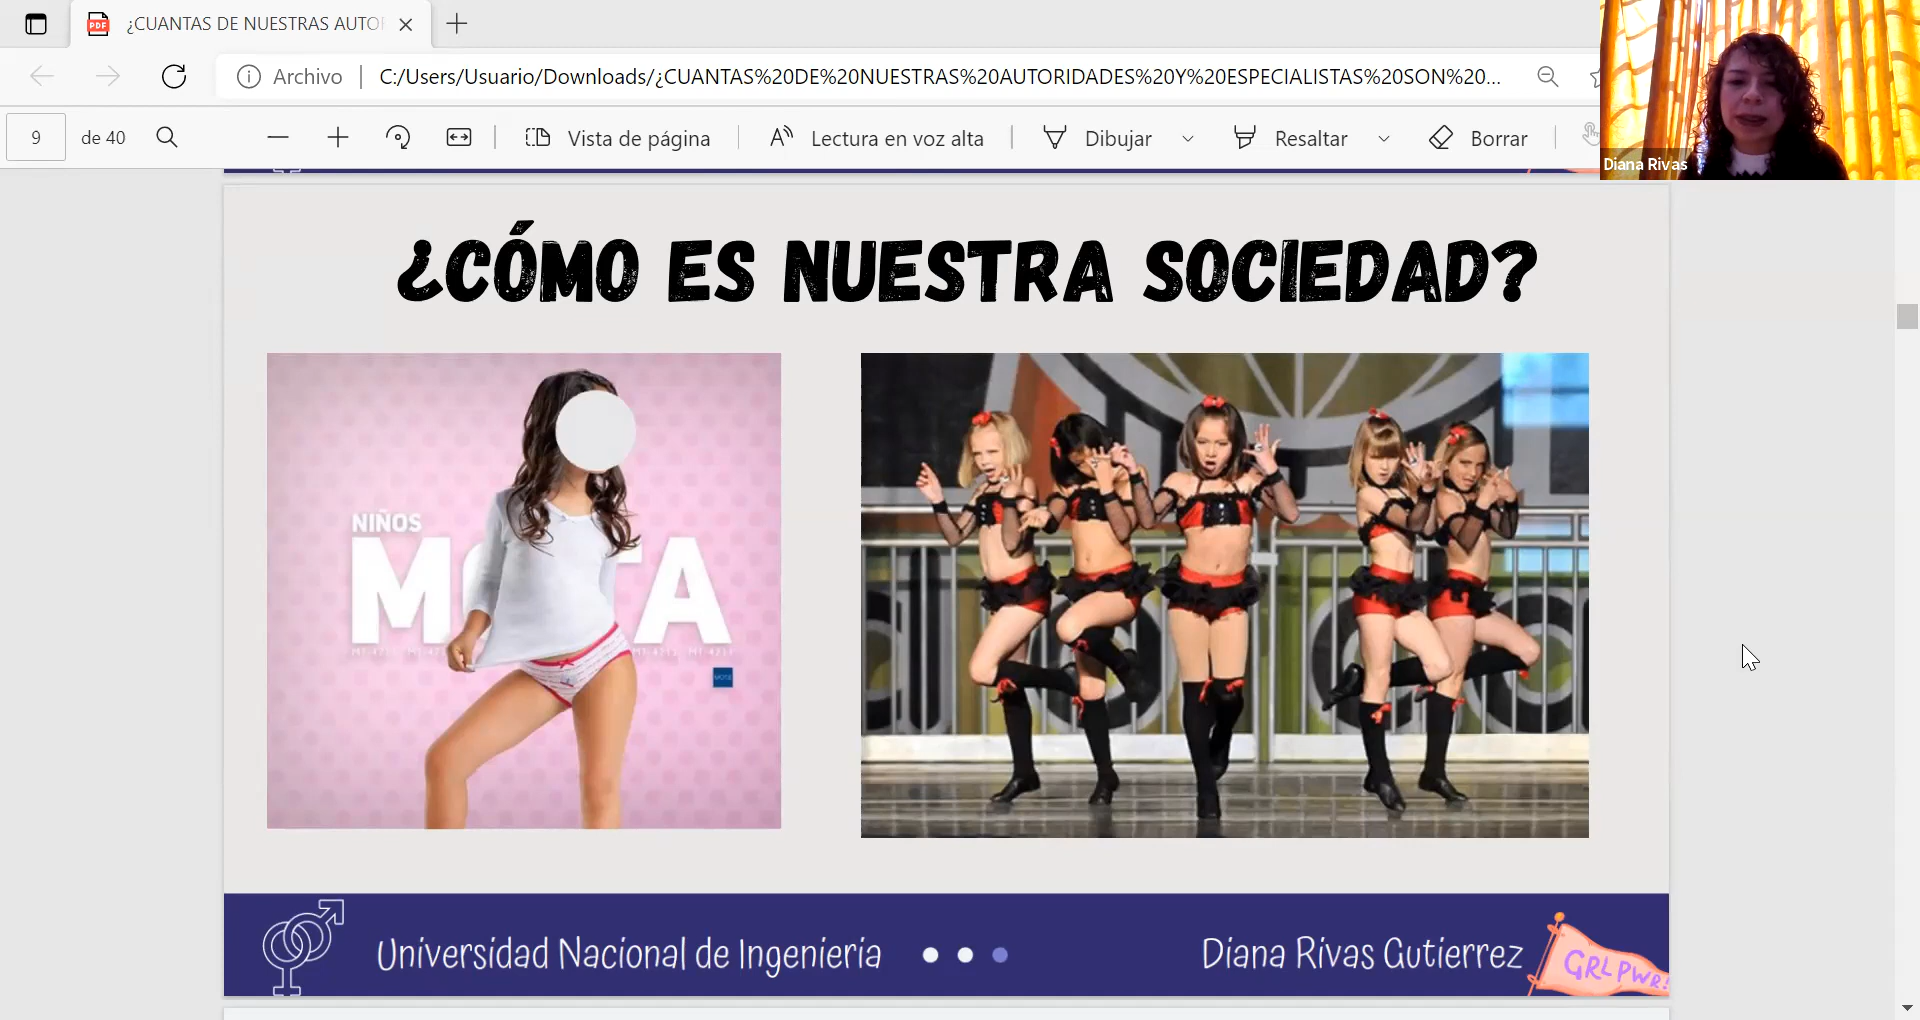 ¿CUANTAS DE NUESTRAS AUTOR
Archivo
C:/Users/Usuario/Downloads/¿CUANTAS%20DE%20NUESTRAS%20AUTORIDADES%20Y%20ESPECIALISTAS%20SON%20...
9
de 40
Vista de página
Lectura en voz alta
Dibujar
Resaltar
Borrar
Diana Rivas
¿CÓMO ES NUESTRA SOCIEDAD?
NIÑOS
Universidad Nacional de Ingenieria
Diana Rivas Gutierrez
GRL PWR!